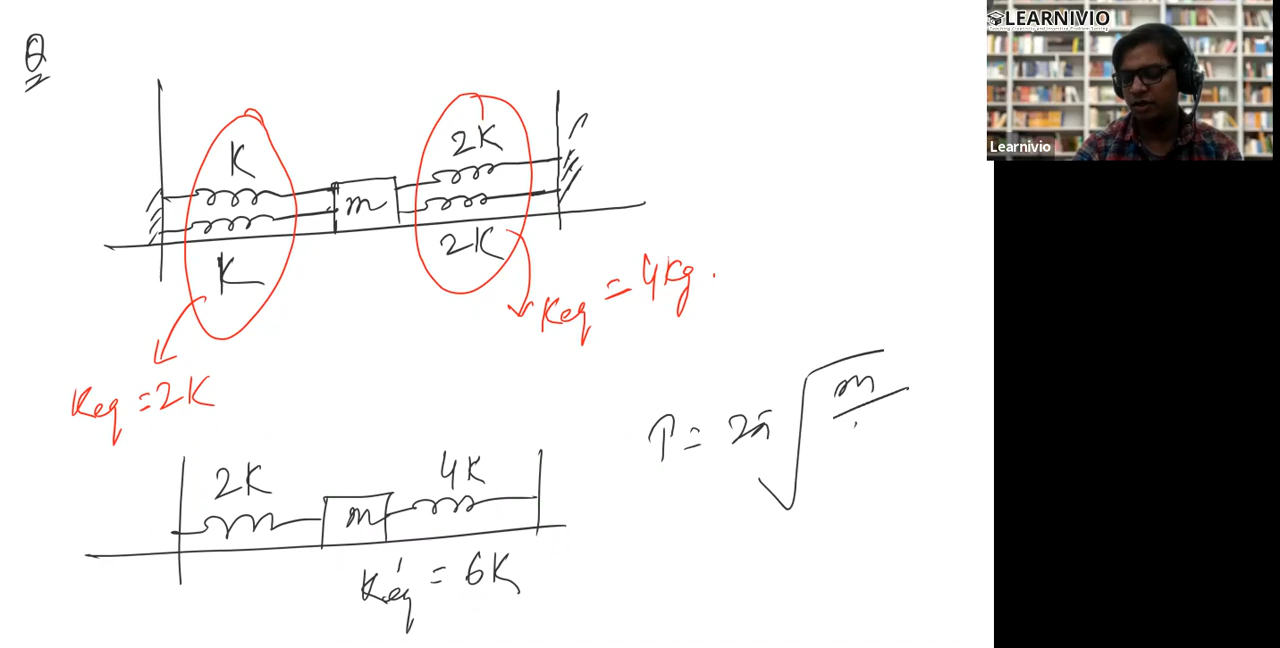 Q
K
2K
m
K
2K
Keq = 4Kg.
Keq = 2K
T = 2π √ m
2K
4K
m
K'eq = 6K
LEARNIVIO
Learnivio